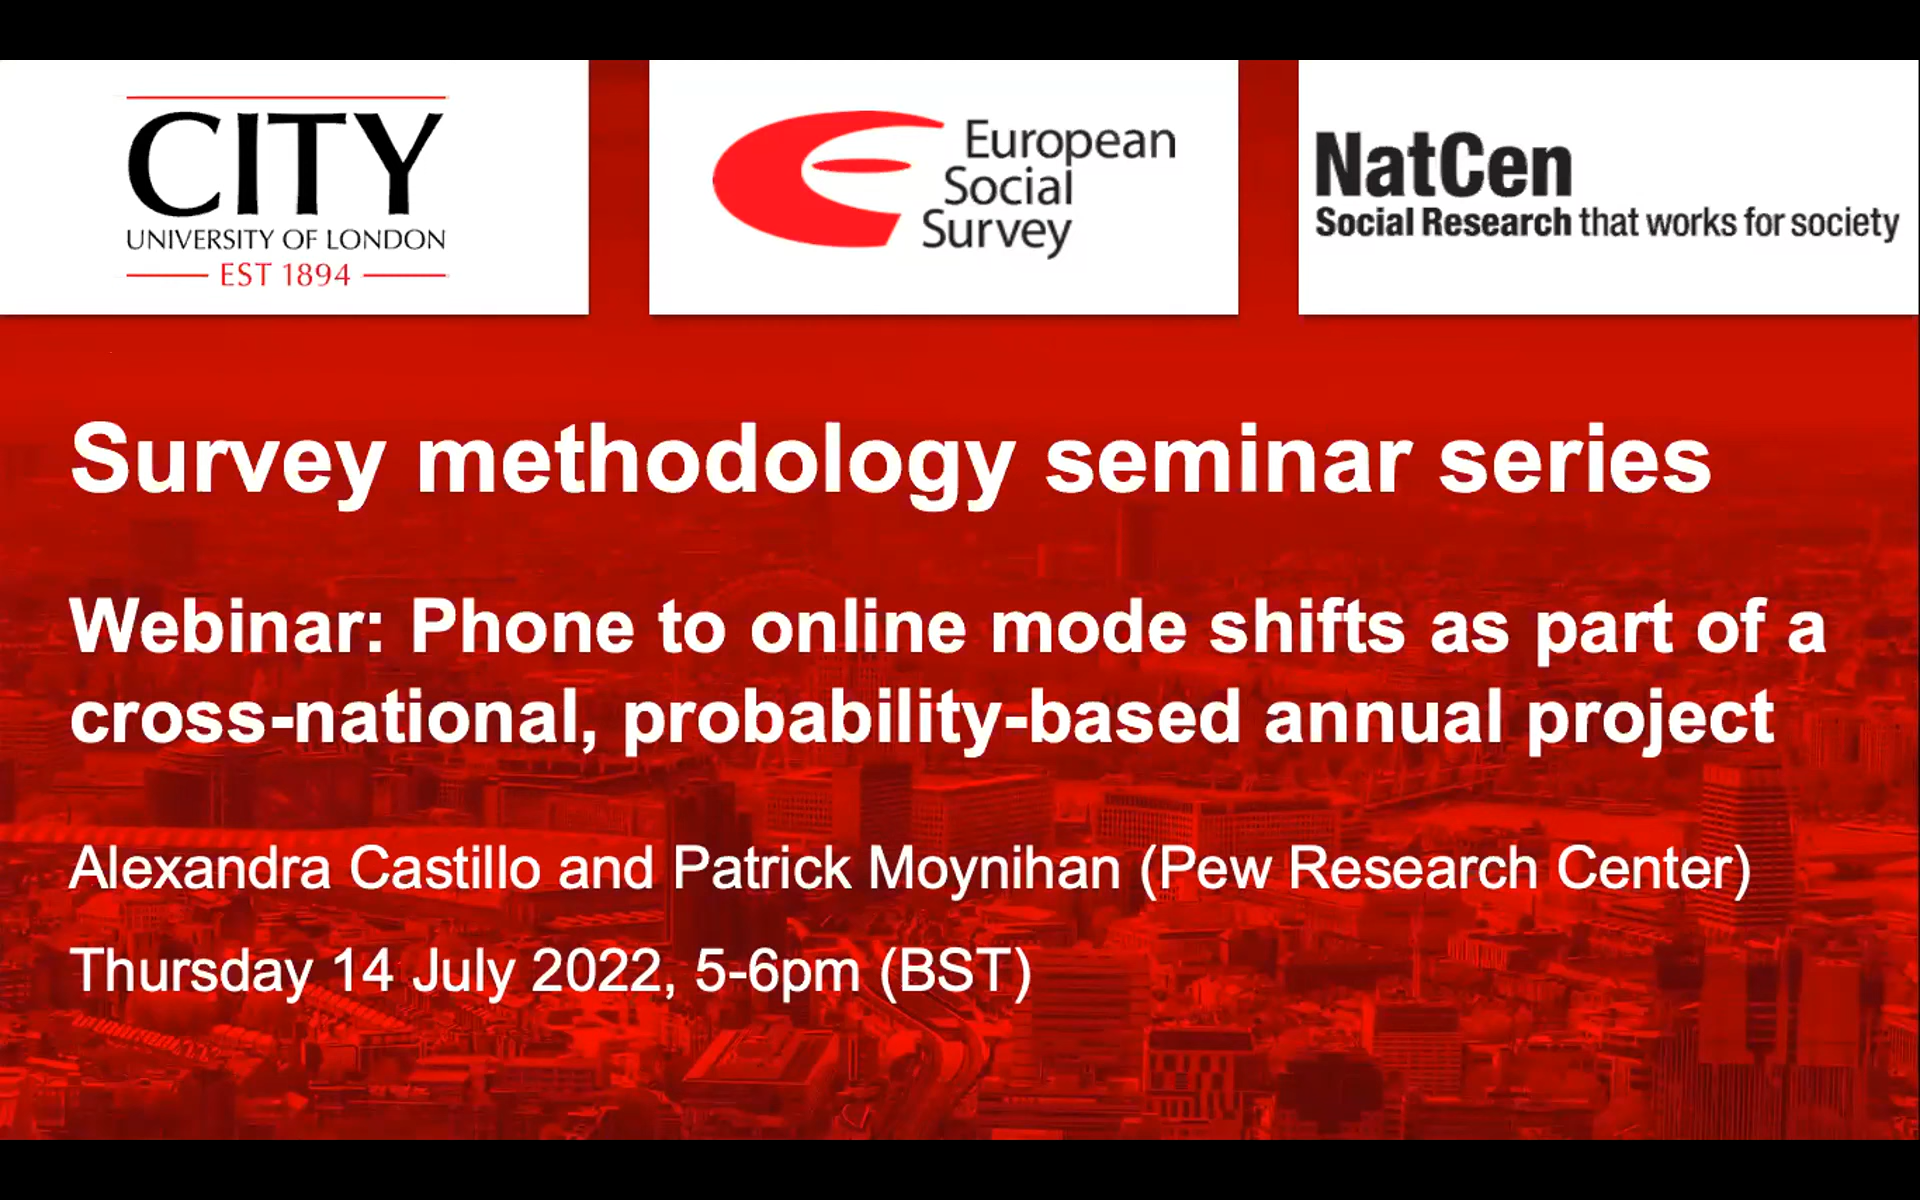 CITY
UNIVERSITY OF LONDON
EST 1894
European
Social
Survey
NatCen
Social Research that works for society
Survey methodology seminar series
Webinar: Phone to online mode shifts as part of a
cross-national, probability-based annual project
Alexandra Castillo and Patrick Moynihan (Pew Research Center)
Thursday 14 July 2022, 5-6pm (BST)